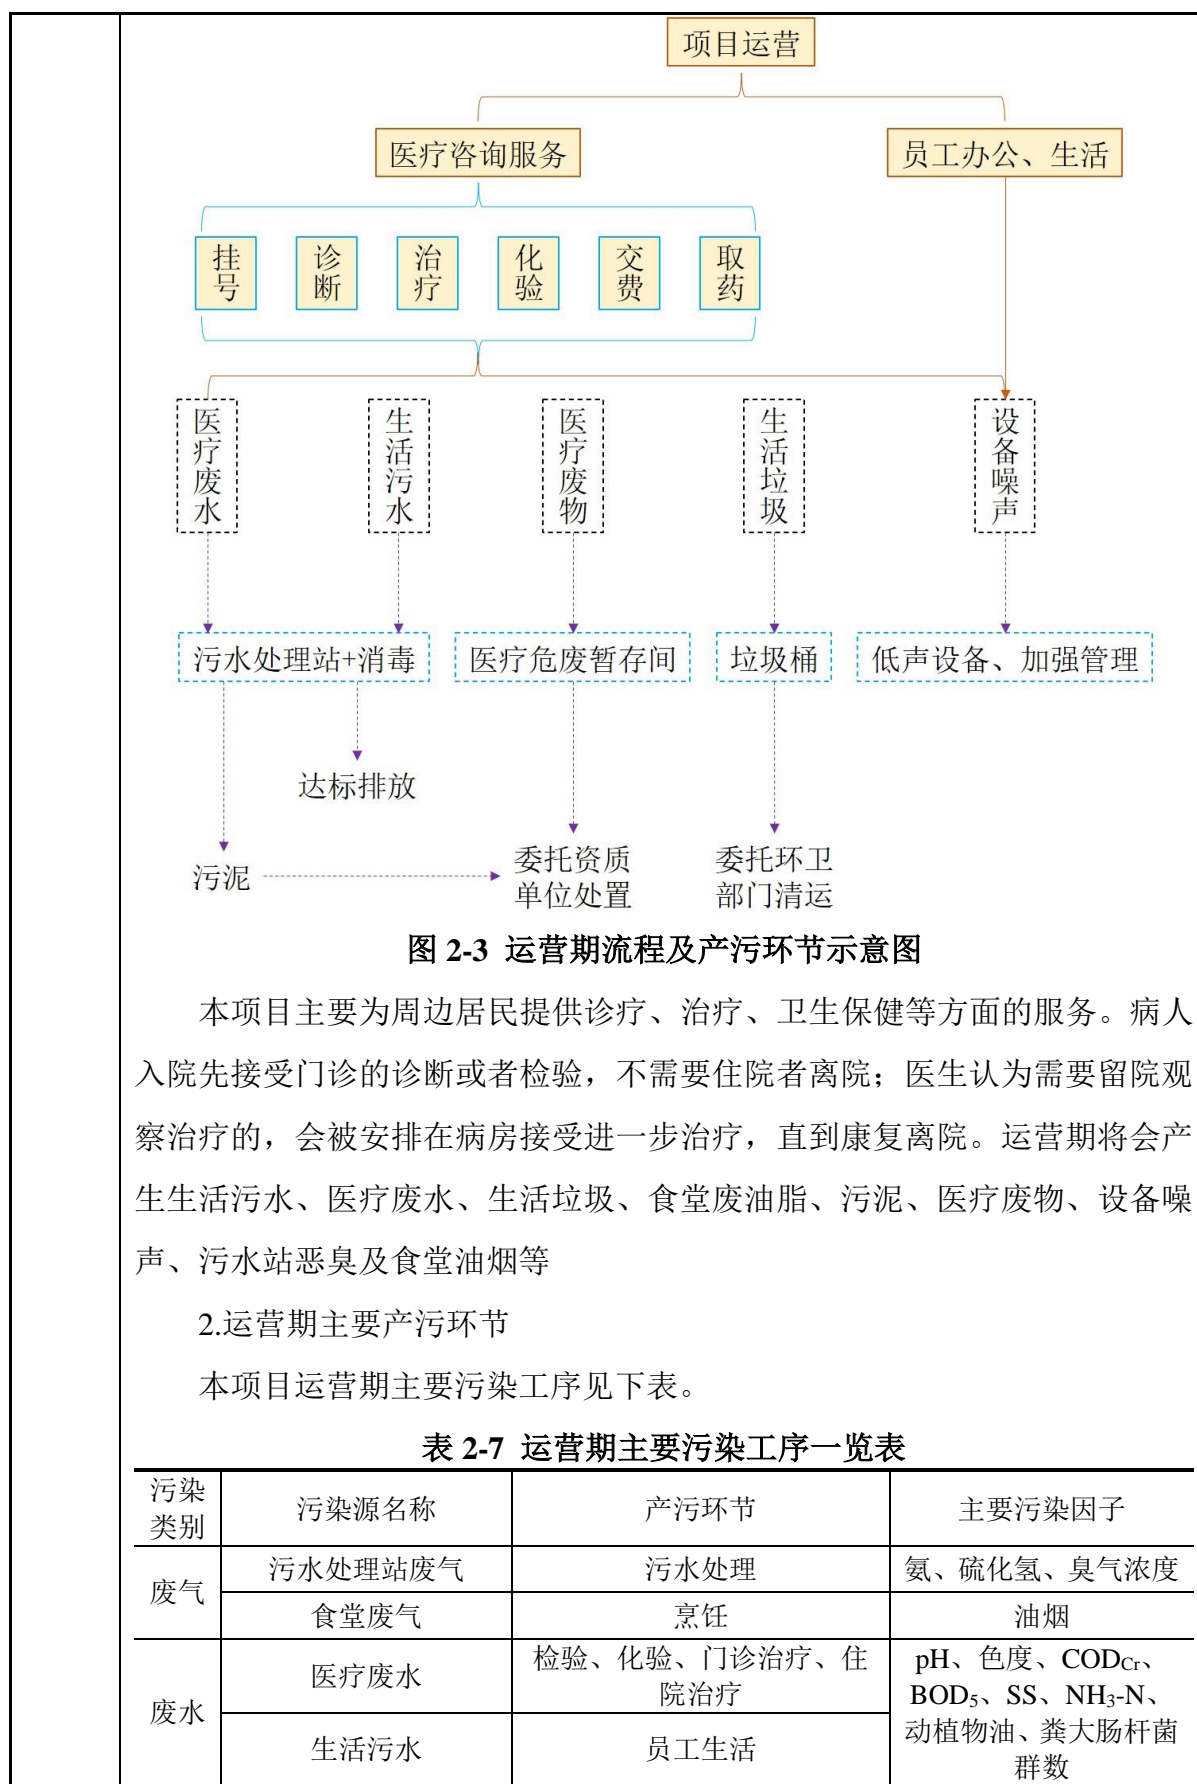 项目运营
医疗咨询服务
员工办公、生活
挂号
诊断
治疗
化验
交费
取药
医疗废水
生活污水
医疗废物
生活垃圾
设备噪声
污水处理站+消毒
医疗危废暂存间
垃圾桶
低声设备、加强管理
达标排放
污泥
委托资质
单位处置
委托环卫
部门清运
图 2-3 运营期流程及产污环节示意图
本项目主要为周边居民提供诊疗、治疗、卫生保健等方面的服务。病人
入院先接受门诊的诊断或者检验，不需要住院者离院；医生认为需要留院观
察治疗的，会被安排在病房接受进一步治疗，直到康复离院。运营期将会产
生生活污水、医疗废水、生活垃圾、食堂废油脂、污泥、医疗废物、设备噪
声、污水站恶臭及食堂油烟等
2.运营期主要产污环节
本项目运营期主要污染工序见下表。
表 2-7 运营期主要污染工序一览表
污染
类别
污染源名称
产污环节
主要污染因子
废气
污水处理站废气
污水处理
氨、硫化氢、臭气浓度
食堂废气
烹饪
油烟
废水
医疗废水
检验、化验、门诊治疗、住
院治疗
pH、色度、CODCr、
BOD5、SS、NH3-N、
动植物油、粪大肠杆菌
群数
生活污水
员工生活